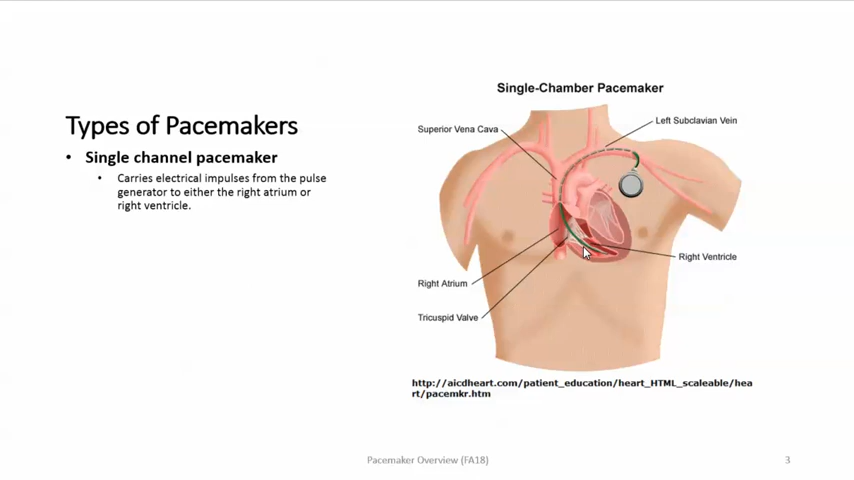 Types of Pacemakers
• Single channel pacemaker
• Carries electrical impulses from the pulse
generator to either the right atrium or
right ventricle.
Single-Chamber Pacemaker
Superior Vena Cava
Left Subclavian Vein
Right Ventricle
Right Atrium
Tricuspid Valve
http://aicdheart.com/patient_education/heart_HTML_scaleable/hea
rt/pacemkr.htm
Pacemaker Overview (FA18)
3